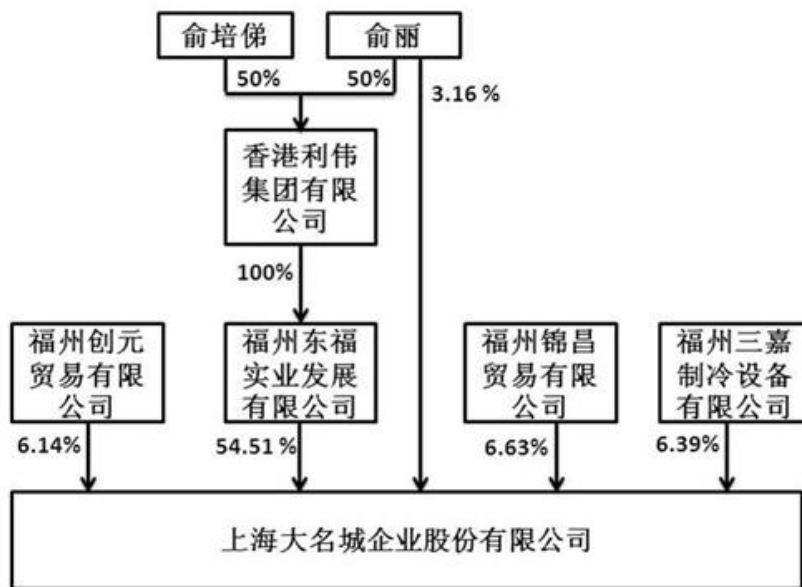 俞培俤
俞丽
50%
50%
3.16 %
香港利伟
集团有限
公司
100%
福州创元
贸易有限
公司
福州东福
实业发展
有限公司
福州锦昌
贸易有限
公司
福州三嘉
制冷设备
有限公司
6.14%
54.51 %
6.63%
6.39%
上海大名城企业股份有限公司